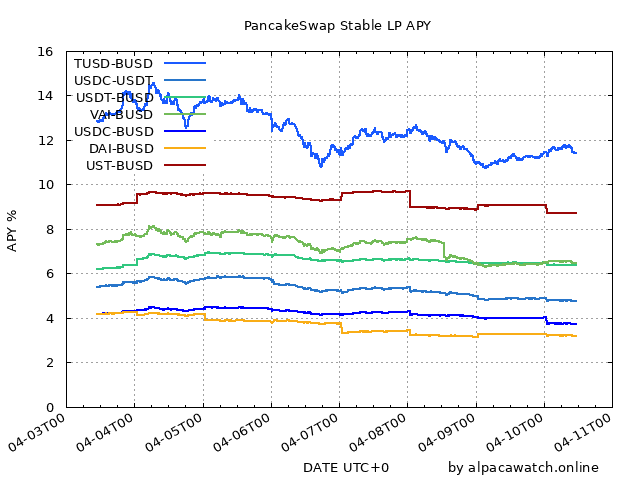 PancakeSwap Stable LP APY
16
14
12
10
8
6
4
2
0
APY %
TUSD-BUSD
USDC-USDT
USDT-BUSD
VAI-BUSD
USDC-BUSD
DAI-BUSD
UST-BUSD
04-03T00
04-04T00
04-05T00
04-06T00
04-07T00
04-08T00
04-09T00
04-10T00
04-11T00
DATE UTC+0
by alpacawatch.online